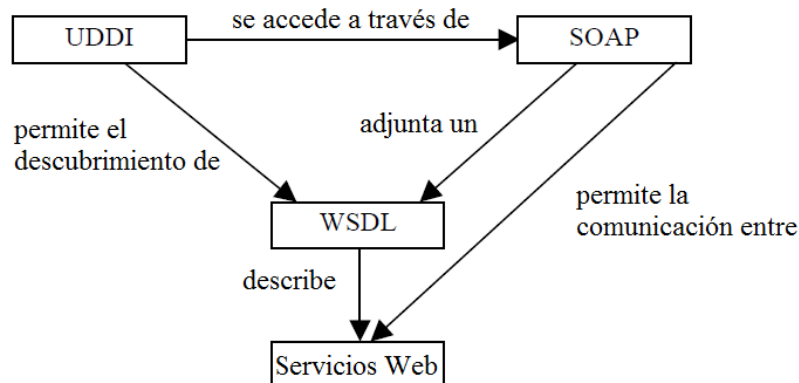 se accede a través de
UDDI
SOAP
permite el
descubrimiento de
adjunta un
WSDL
permite la
comunicación entre
describe
Servicios Web